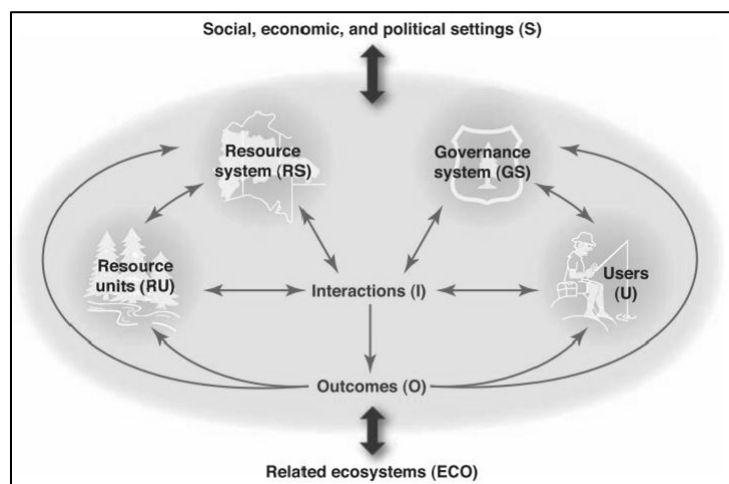 Social, economic, and political settings (S)
Resource
system (RS)
Governance
system (GS)
Resource
units (RU)
Interactions (I)
Users
(U)
Outcomes (O)
Related ecosystems (ECO)